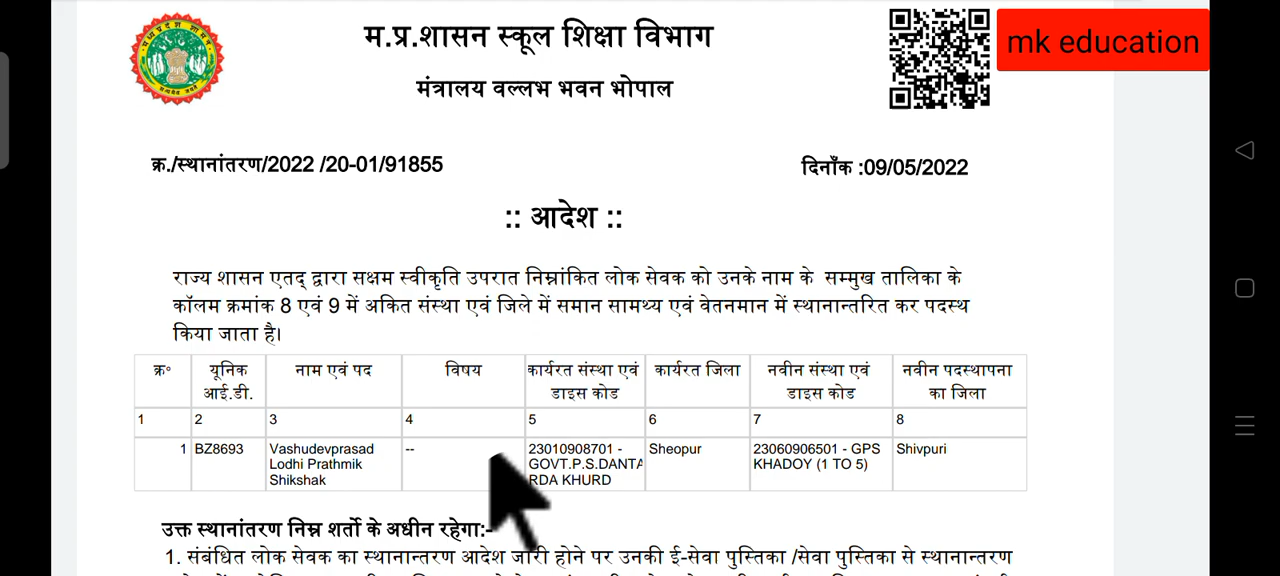 म.प्र.शासन स्कूल शिक्षा विभाग
mk education
मंत्रालय वल्लभ भवन भोपाल
क्र./स्थानांतरण/2022 /20-01/91855
दिनाँक :09/05/2022
:: आदेश ::
राज्य शासन एतद् द्वारा सक्षम स्वीकृति उपरात निम्नांकित लोक सेवक को उनके नाम के सम्मुख तालिका के
कॉलम क्रमांक 8 एवं 9 में अकित संस्था एवं जिले में समान सामथ्य एवं वेतनमान में स्थानान्तरित कर पदस्थ
किया जाता है।
क्र° यूनिक नाम एवं पद विषय कार्यरत संस्था एवं कार्यरत जिला नवीन संस्था एवं नवीन पदस्थापना
आई.डी. डाइस कोड डाइस कोड का जिला
1 2 3 4 5 6 7 8
1 BZ8693 Vashudevprasad -- 23010908701 - Sheopur 23060906501 - GPS Shivpuri
Lodhi Prathmik GOVT.P.S.DANTA KHADOY (1 TO 5)
Shikshak RDA KHURD
उक्त स्थानांतरण निम्न शर्तो के अधीन रहेगा:-
1. संबंधित लोक सेवक का स्थानान्तरण आदेश जारी होने पर उनकी ई-सेवा पुस्तिका /सेवा पुस्तिका से स्थानान्तरण